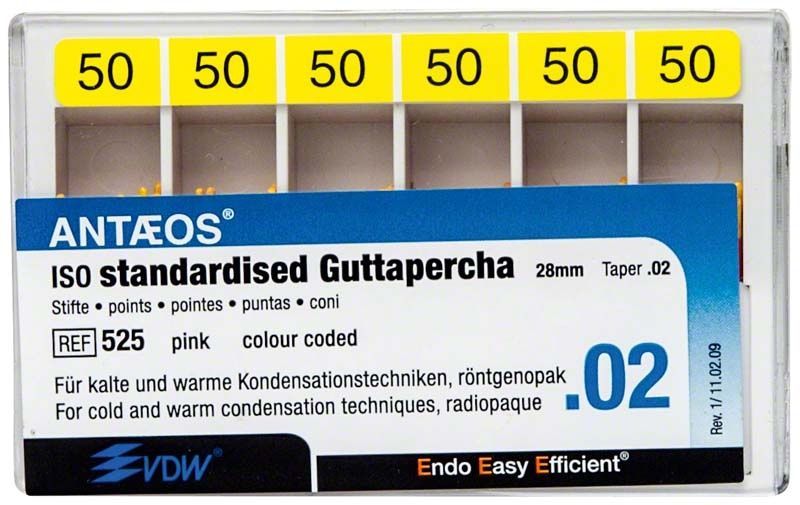 50 50 50 50 50 50
ANTÆOS®
ISO standardised Guttapercha 28mm Taper .02
Stifte • points • pointes • puntas • coni
REF 525 pink colour coded
Für kalte und warme Kondensationstechniken, röntgenopak
For cold and warm condensation techniques, radiopaque
.02
Rev. 1/ 11.02.09
VDW®
Endo Easy Efficient®